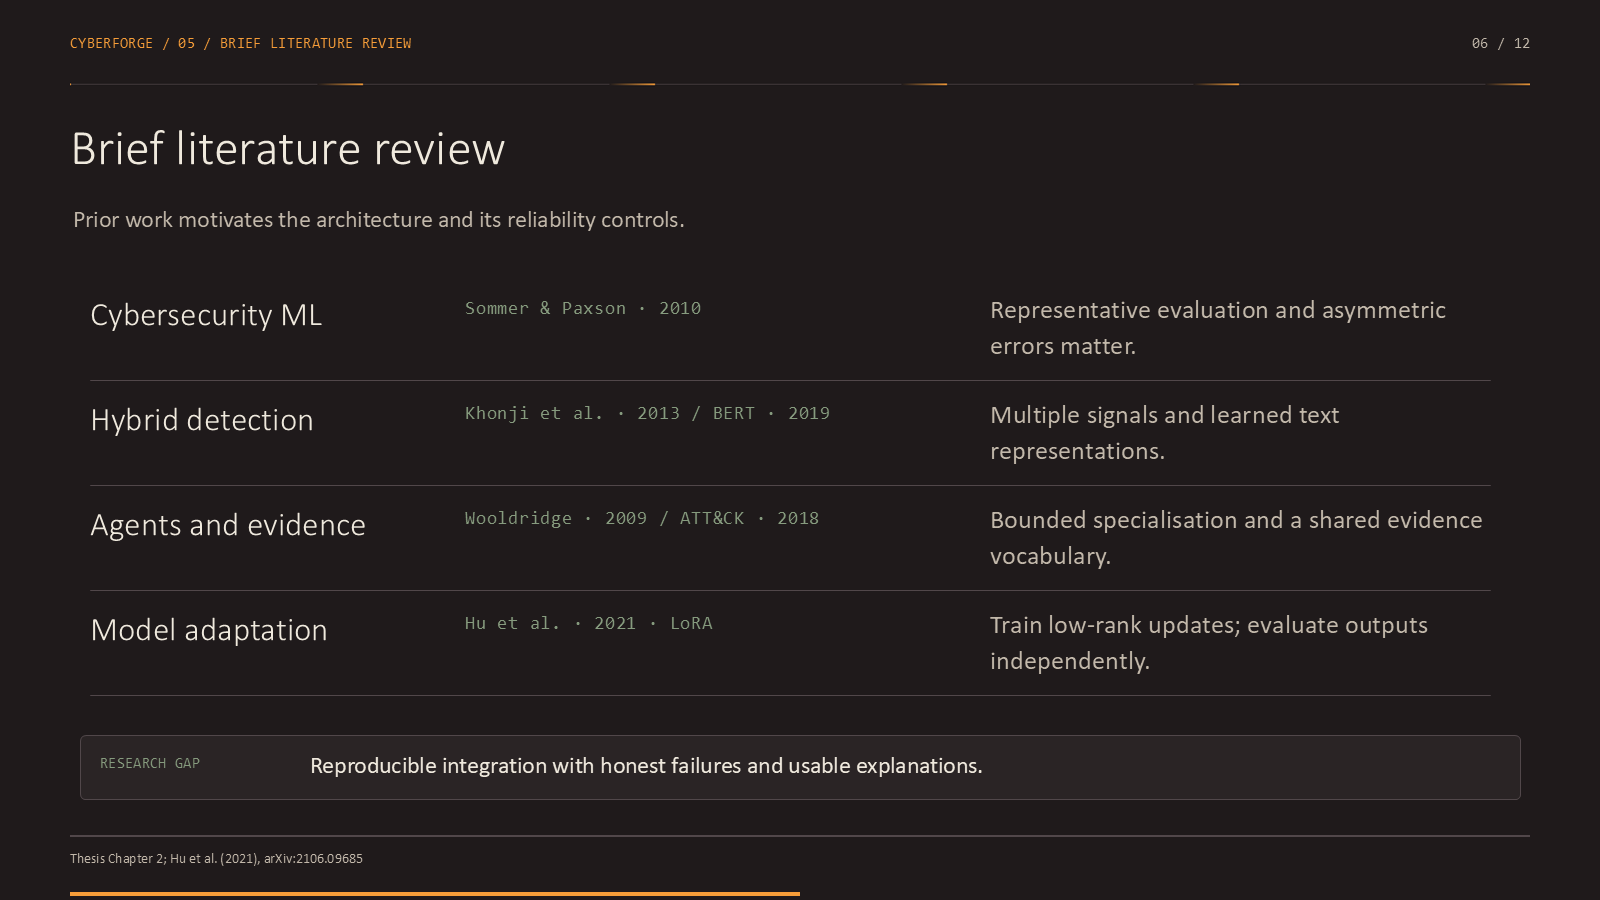 CYBERFORGE / 05 / BRIEF LITERATURE REVIEW
06 / 12
Brief literature review
Prior work motivates the architecture and its reliability controls.
Cybersecurity ML
Sommer & Paxson · 2010
Representative evaluation and asymmetric
errors matter.
Hybrid detection
Khonji et al. · 2013 / BERT · 2019
Multiple signals and learned text
representations.
Agents and evidence
Wooldridge · 2009 / ATT&CK · 2018
Bounded specialisation and a shared evidence
vocabulary.
Model adaptation
Hu et al. · 2021 · LoRA
Train low-rank updates; evaluate outputs
independently.
RESEARCH GAP
Reproducible integration with honest failures and usable explanations.
Thesis Chapter 2; Hu et al. (2021), arXiv:2106.09685